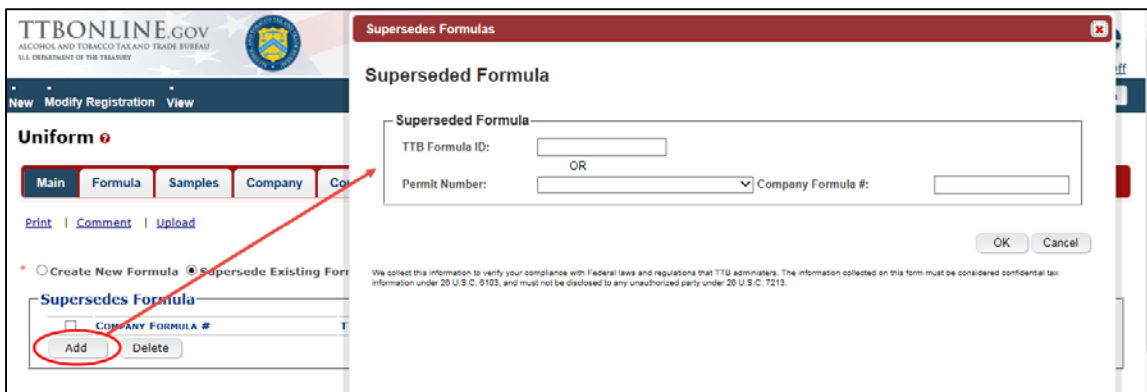 TTBONLINE.GOV
ALCOHOL AND TOBACCO TAX AND TRADE BUREAU
U.S. DEPARTMENT OF THE TREASURY
New Modify Registration View
Uniform
Main Formula Samples Company
Print | Comment | Upload
* Create New Formula Supersede Existing
Supersedes Formula
COMPANY FORMULA #
Add Delete
Supersedes Formulas
Superseded Formula
Superseded Formula
TTB Formula ID:
OR
Permit Number: Company Formula #:
OK Cancel
We collect this information to verify your compliance with Federal laws and regulations that TTB administers. The information collected on this form must be considered confidential tax
information under 26 U.S.C. 6103, and must not be disclosed to any unauthorized party under 26 U.S.C. 7213.